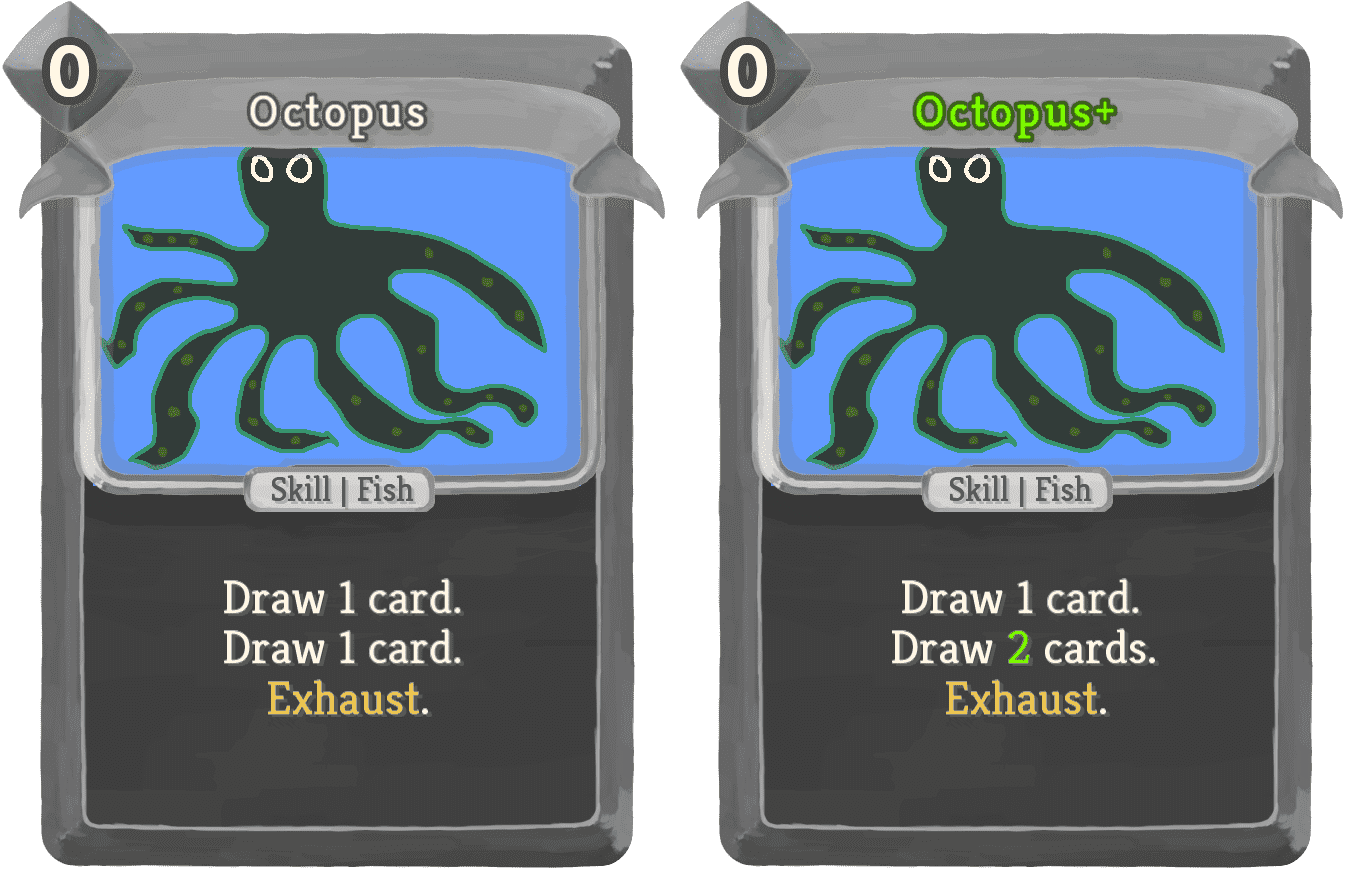 0
Octopus
Skill | Fish
Draw 1 card.
Draw 1 card.
Exhaust.
0
Octopus+
Skill | Fish
Draw 1 card.
Draw 2 cards.
Exhaust.